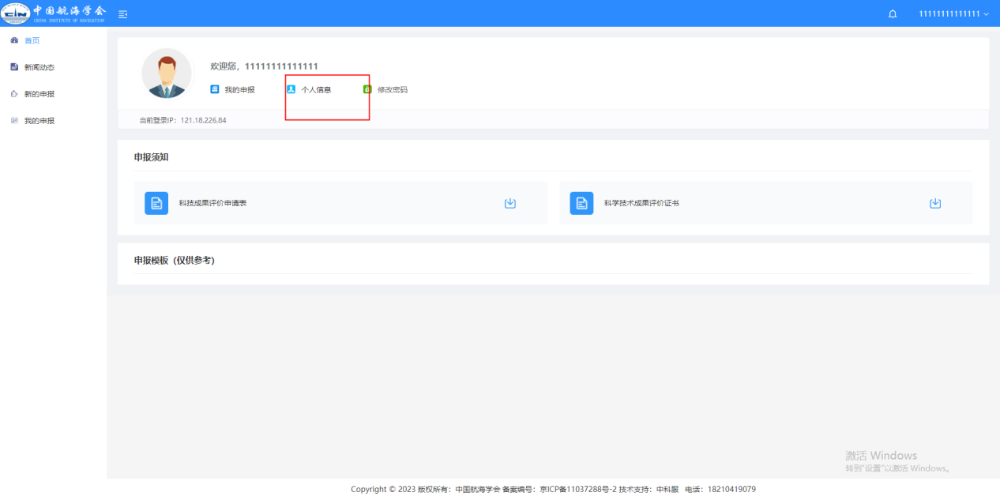 中国航海学会
CHINA INSTITUTE OF NAVIGATION
11111111111111
首页
新闻动态
新的申报
我的申报
欢迎您，11111111111111
我的申报 个人信息 修改密码
当前登录IP：121.18.226.84
申报须知
科技成果评价申请表 科学技术成果评价证书
申报模板（仅供参考）
激活 Windows
转到"设置"以激活 Windows。
Copyright © 2023 版权所有：中国航海学会 备案编号：京ICP备11037288号-2 技术支持：中科服 电话：18210419079